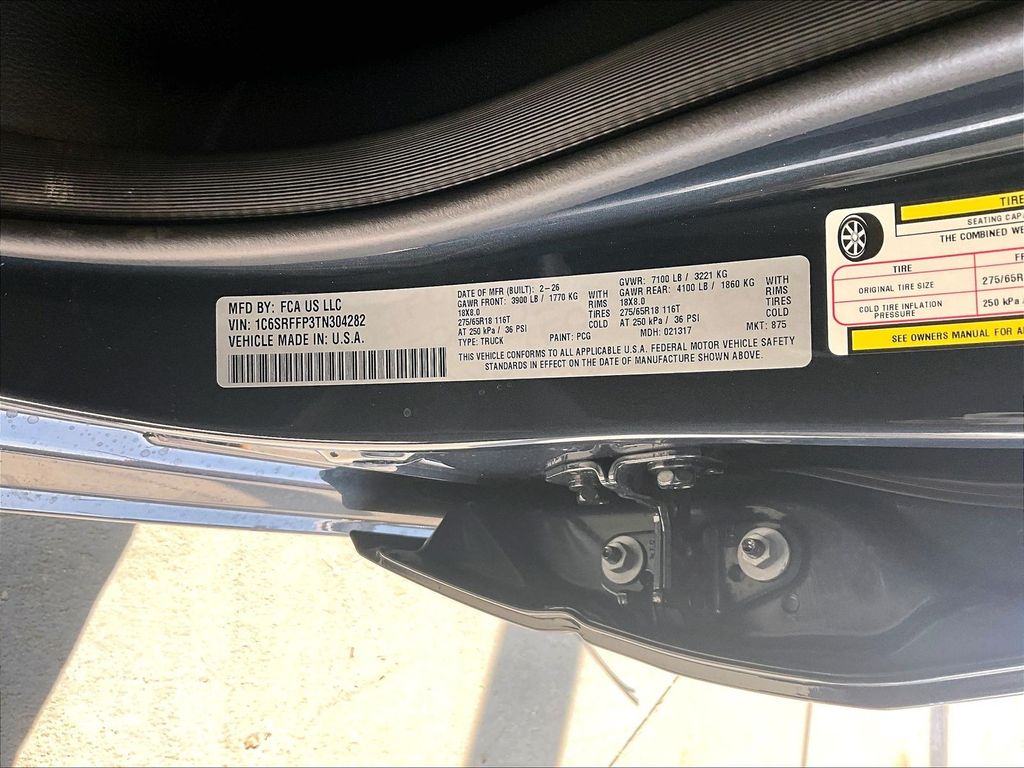 MFD BY: FCA US LLC
VIN: 1C6SRFFP3TN304282
VEHICLE MADE IN: U.S.A.
DATE OF MFR (BUILT): 2-26
GAWR FRONT: 3900 LB / 1770 KG WITH
18X8.0 RIMS
275/65R18 116T TIRES
AT 250 kPa / 36 PSI COLD
TYPE: TRUCK
PAINT: PCG
GVWR: 7100 LB / 3221 KG
GAWR REAR: 4100 LB / 1860 KG WITH
18X8.0 RIMS
275/65R18 116T TIRES
AT 250 kPa / 36 PSI COLD
MDH: 021317
MKT: 875
THIS VEHICLE CONFORMS TO ALL APPLICABLE U.S.A. FEDERAL MOTOR VEHICLE SAFETY
STANDARDS IN EFFECT ON THE DATE OF MANUFACTURE SHOWN ABOVE.
TIRE
SEATING CAP
THE COMBINED WE
TIRE
ORIGINAL TIRE SIZE 275/65R
COLD TIRE INFLATION
PRESSURE
250 kPa
SEE OWNERS MANUAL FOR A